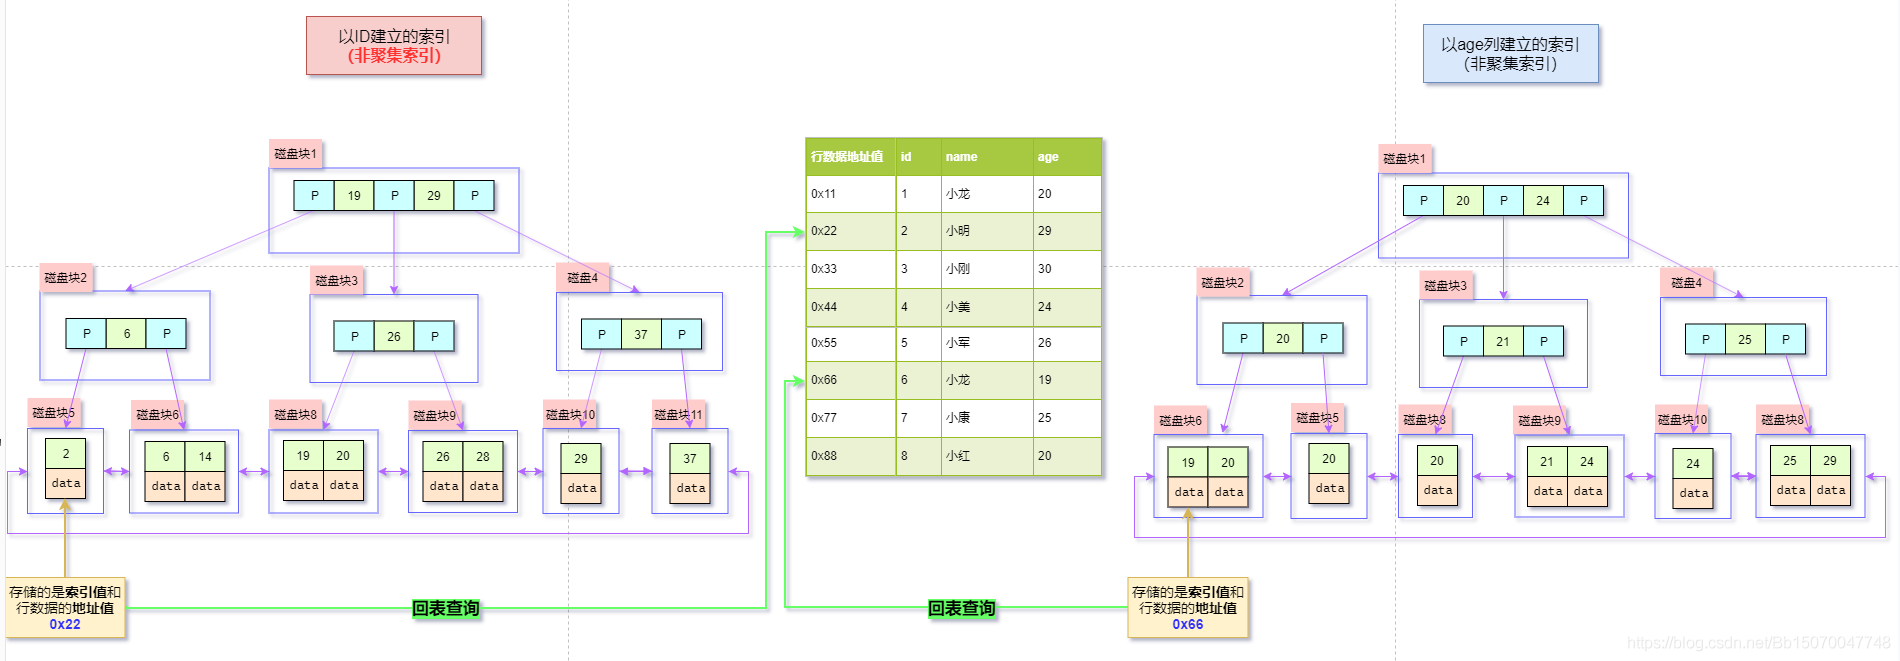 以ID建立的索引
（非聚集索引）
磁盘块1
P 19 P 29 P
磁盘块2
磁盘块3
磁盘4
P 6 P
P 26 P
P 37 P
磁盘块5
磁盘块6
磁盘块8
磁盘块9
磁盘块10
磁盘块11
2
6 14
19 20
26 28
29
37
data
data data
data data
data data
data
data
存储的是索引值和
行数据的地址值
0x22
回表查询
行数据地址值 id name age
0x11 1 小龙 20
0x22 2 小明 29
0x33 3 小刚 30
0x44 4 小美 24
0x55 5 小军 26
0x66 6 小龙 19
0x77 7 小康 25
0x88 8 小红 20
回表查询
以age列建立的索引
（非聚集索引）
磁盘块1
P 20 P 24 P
磁盘块2
磁盘块3
磁盘4
P 20 P
P 21 P
P 25 P
磁盘块6
磁盘块5
磁盘块8
磁盘块9
磁盘块10
磁盘块8
19 20
20
20
21 24
24
25 29
data data
data
data
data data
data
data data
存储的是索引值和
行数据的地址值
0x66
https://blog.csdn.net/Bb15070047748